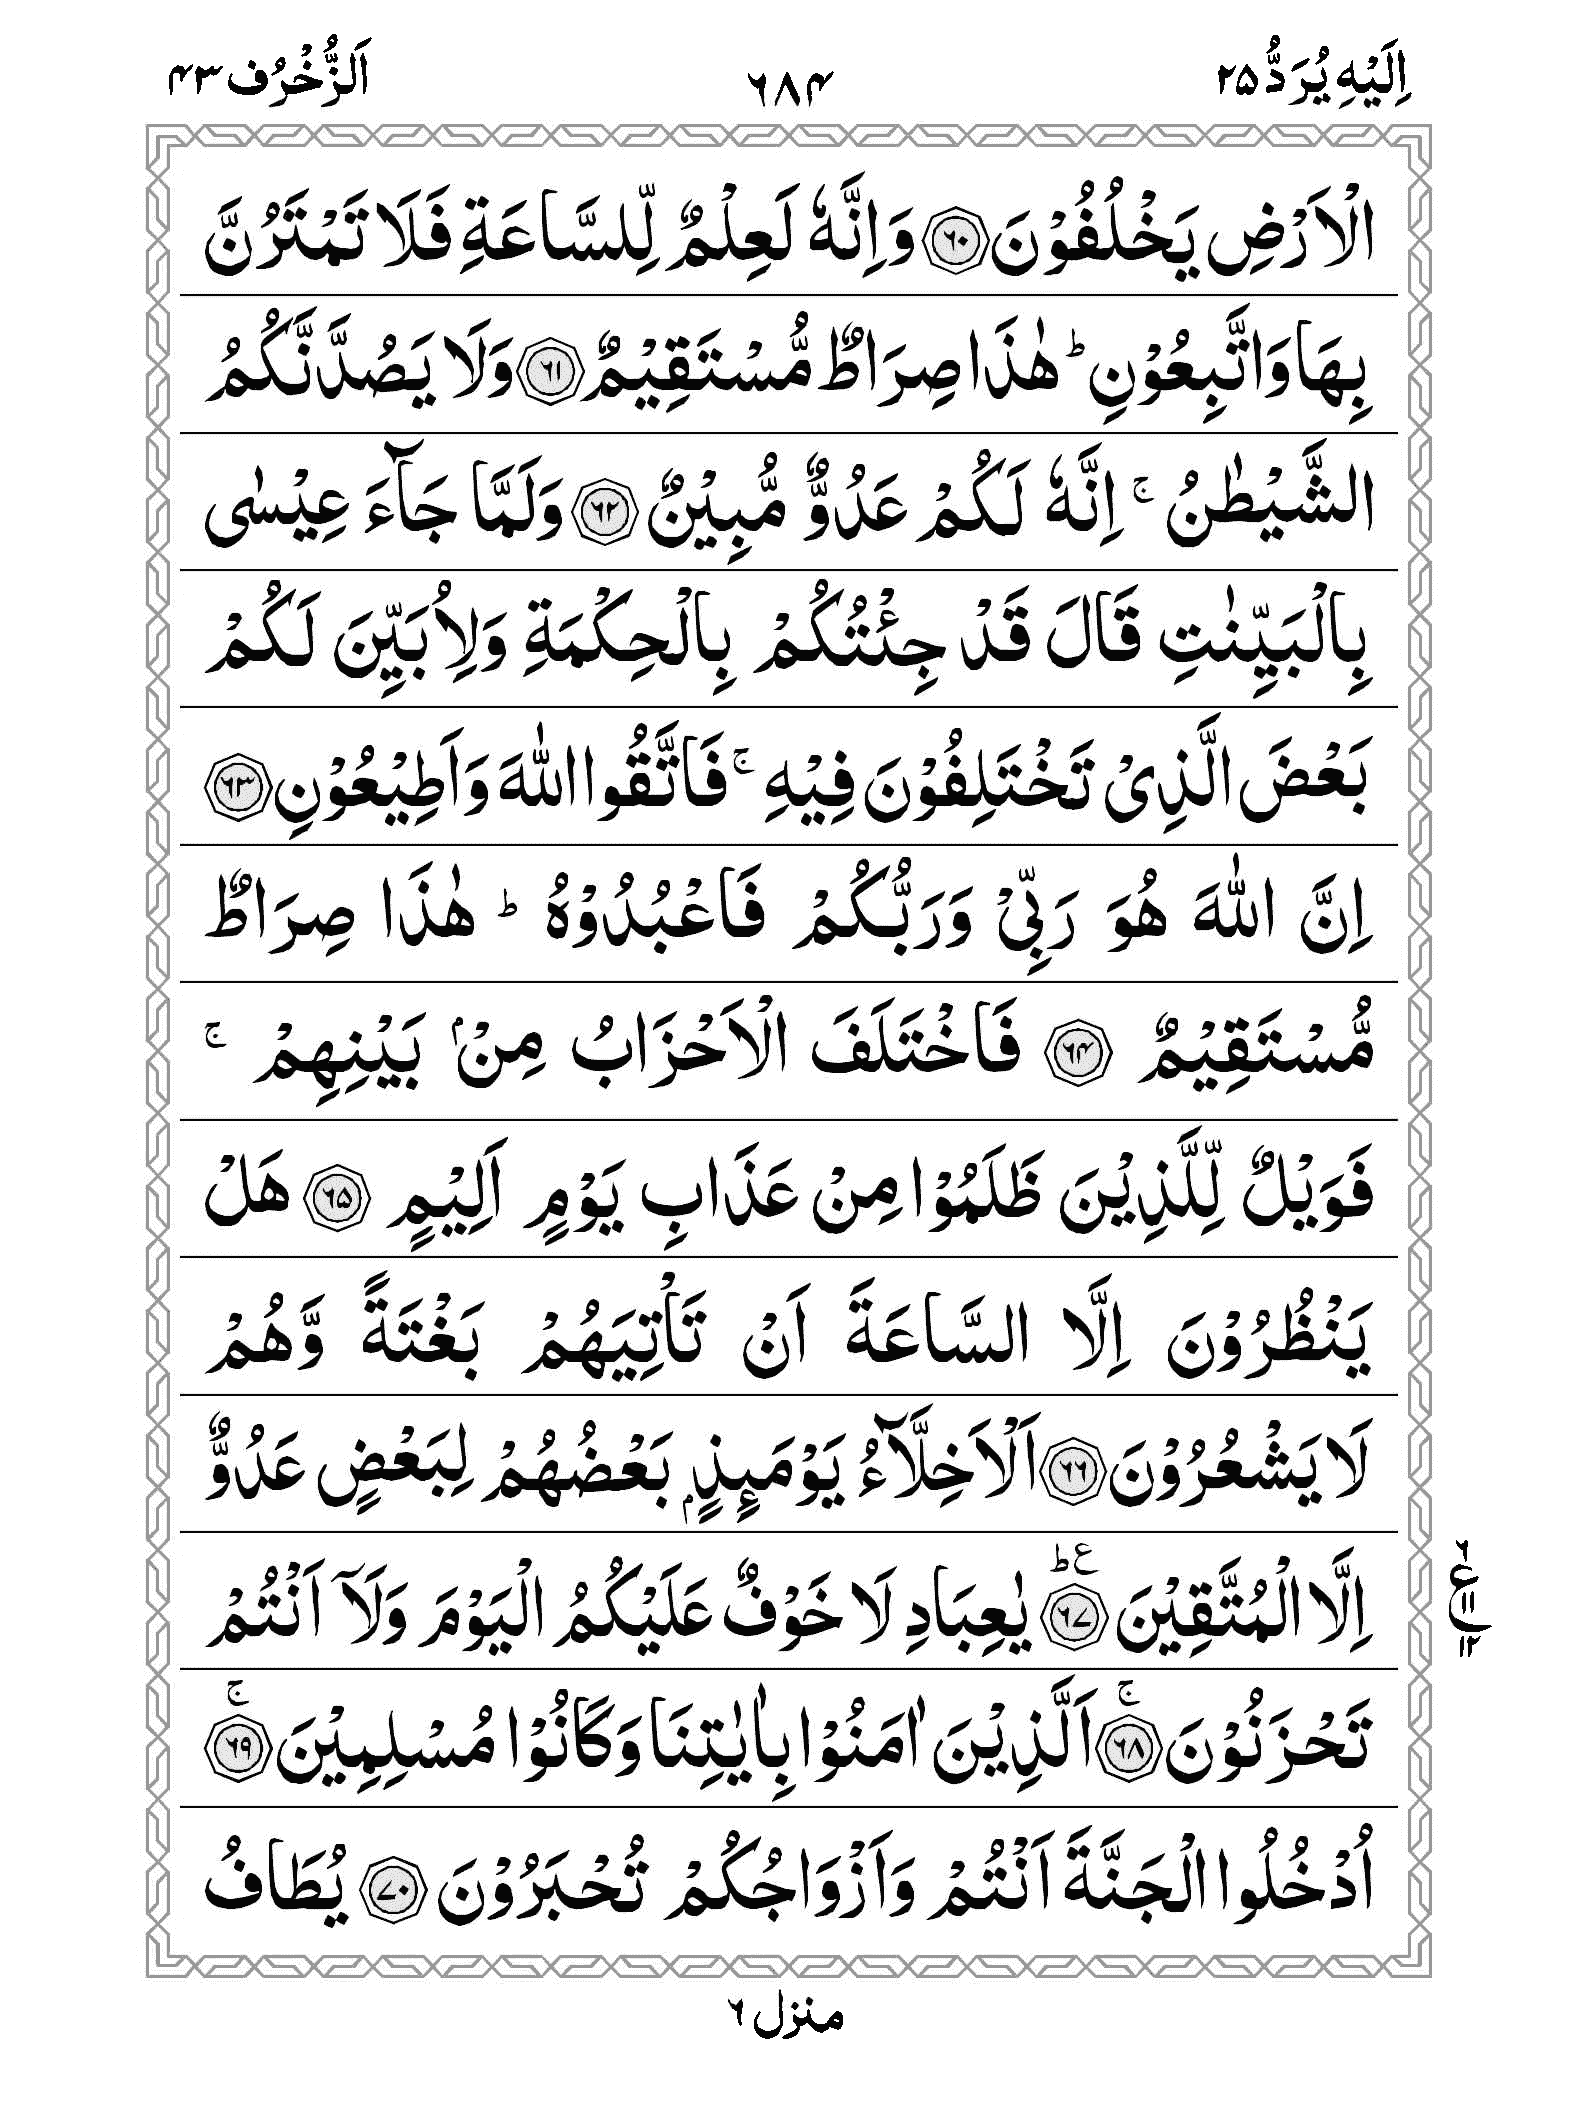 اِلَيْهِ يُرَدُّ ٢٥ ٦٨٤ اَلزُّخْرُف ٤٣
الْاَرْضِ يَخْلُفُوْنَ ٦٠ وَاِنَّهٗ لَعِلْمٌ لِّلسَّاعَةِ فَلَا تَمْتَرُنَّ
بِهَا وَاتَّبِعُوْنِ ؕ هٰذَا صِرَاطٌ مُّسْتَقِيْمٌ ٦١ وَلَا يَصُدَّنَّكُمُ
الشَّيْطٰنُ ۚ اِنَّهٗ لَكُمْ عَدُوٌّ مُّبِيْنٌ ٦٢ وَلَمَّا جَآءَ عِيْسٰى
بِالْبَيِّنٰتِ قَالَ قَدْ جِئْتُكُمْ بِالْحِكْمَةِ وَلِاُبَيِّنَ لَكُمْ
بَعْضَ الَّذِىْ تَخْتَلِفُوْنَ فِيْهِ ۚ فَاتَّقُوا اللّٰهَ وَاَطِيْعُوْنِ ٦٣
اِنَّ اللّٰهَ هُوَ رَبِّىْ وَرَبُّكُمْ فَاعْبُدُوْهُ ؕ هٰذَا صِرَاطٌ
مُّسْتَقِيْمٌ ٦٤ فَاخْتَلَفَ الْاَحْزَابُ مِنْۢ بَيْنِهِمْ ۚ
فَوَيْلٌ لِّلَّذِيْنَ ظَلَمُوْا مِنْ عَذَابِ يَوْمٍ اَلِيْمٍ ٦٥ هَلْ
يَنْظُرُوْنَ اِلَّا السَّاعَةَ اَنْ تَاْتِيَهُمْ بَغْتَةً وَّهُمْ
لَا يَشْعُرُوْنَ ٦٦ اَلْاَخِلَّآءُ يَوْمَئِذٍۭ بَعْضُهُمْ لِبَعْضٍ عَدُوٌّ
اِلَّا الْمُتَّقِيْنَ ؕ ع ٦٧ يٰعِبَادِ لَا خَوْفٌ عَلَيْكُمُ الْيَوْمَ وَلَاۤ اَنْتُمْ
٦ ع ١١ ١٢
تَحْزَنُوْنَ ۚ ٦٨ اَلَّذِيْنَ اٰمَنُوْا بِاٰيٰتِنَا وَكَانُوْا مُسْلِمِيْنَ ۚ ٦٩
اُدْخُلُوا الْجَنَّةَ اَنْتُمْ وَاَزْوَاجُكُمْ تُحْبَرُوْنَ ٧٠ يُطَافُ
منزل ٦